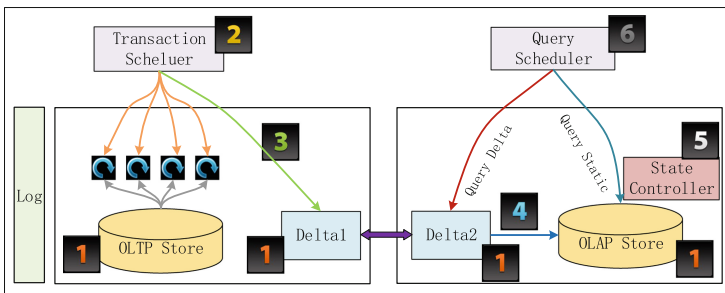 Transaction
Scheluer
2
Query
Scheduler
6
3
Log
Query Delta
Query Static
5
State
Controller
1
OLTP Store
1
Delta1
Delta2
1
4
OLAP Store
1